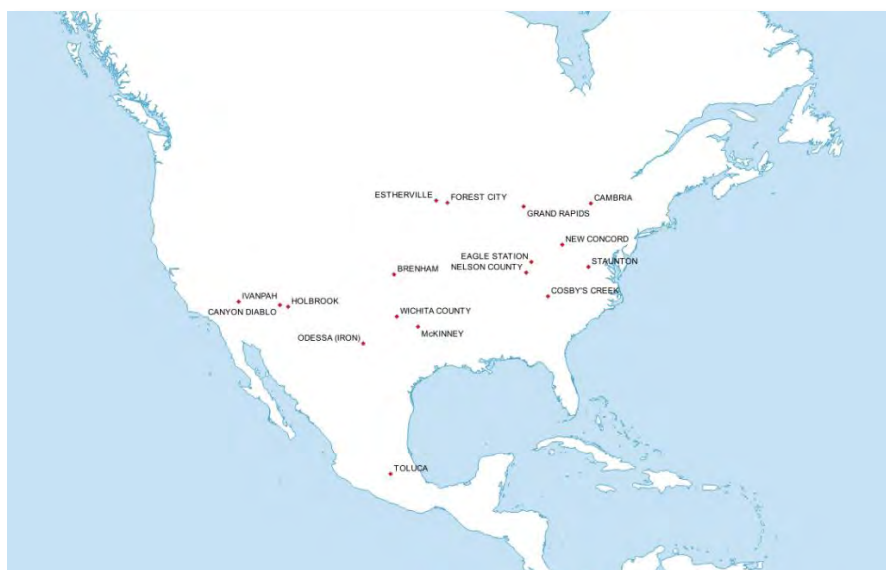 ESTHERVILLE
FOREST CITY
CAMBRIA
GRAND RAPIDS
NEW CONCORD
EAGLE STATION
STAUNTON
NELSON COUNTY
BRENHAM
COSBY'S CREEK
IVANPAH
HOLBROOK
CANYON DIABLO
WICHITA COUNTY
McKINNEY
ODESSA (IRON)
TOLUCA